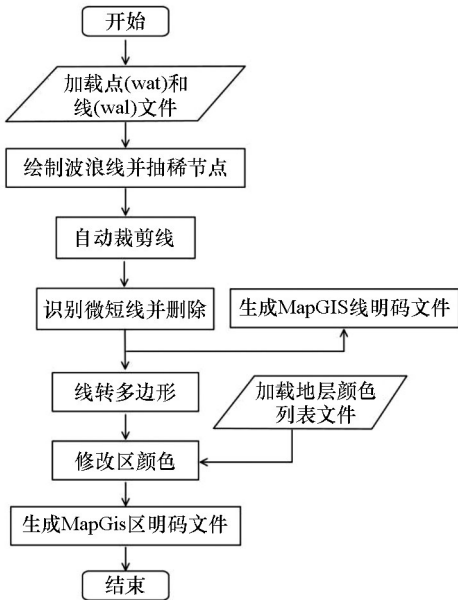 开始
加载点(wat)和
线(wal)文件
绘制波浪线并抽稀节点
自动裁剪线
识别微短线并删除
生成MapGIS线明码文件
线转多边形
加载地层颜色
列表文件
修改区颜色
生成MapGis区明码文件
结束